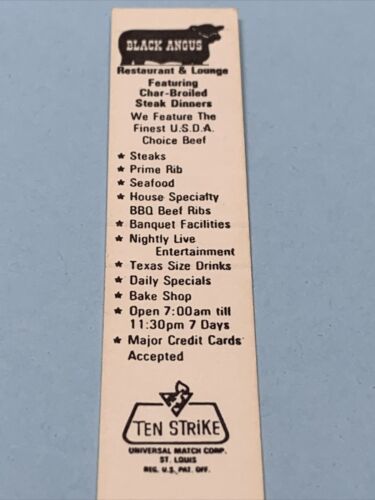 BLACK ANGUS
Restaurant & Lounge
Featuring
Char-Broiled
Steak Dinners
We Feature The
Finest U.S.D.A.
Choice Beef
★ Steaks
★ Prime Rib
★ Seafood
★ House Specialty
BBQ Beef Ribs
★ Banquet Facilities
★ Nightly Live
Entertainment
★ Texas Size Drinks
★ Daily Specials
★ Bake Shop
★ Open 7:00am till
11:30pm 7 Days
★ Major Credit Cards
Accepted
TEN STRIKE
UNIVERSAL MATCH CORP.
ST. LOUIS
REG. U.S. PAT. OFF.